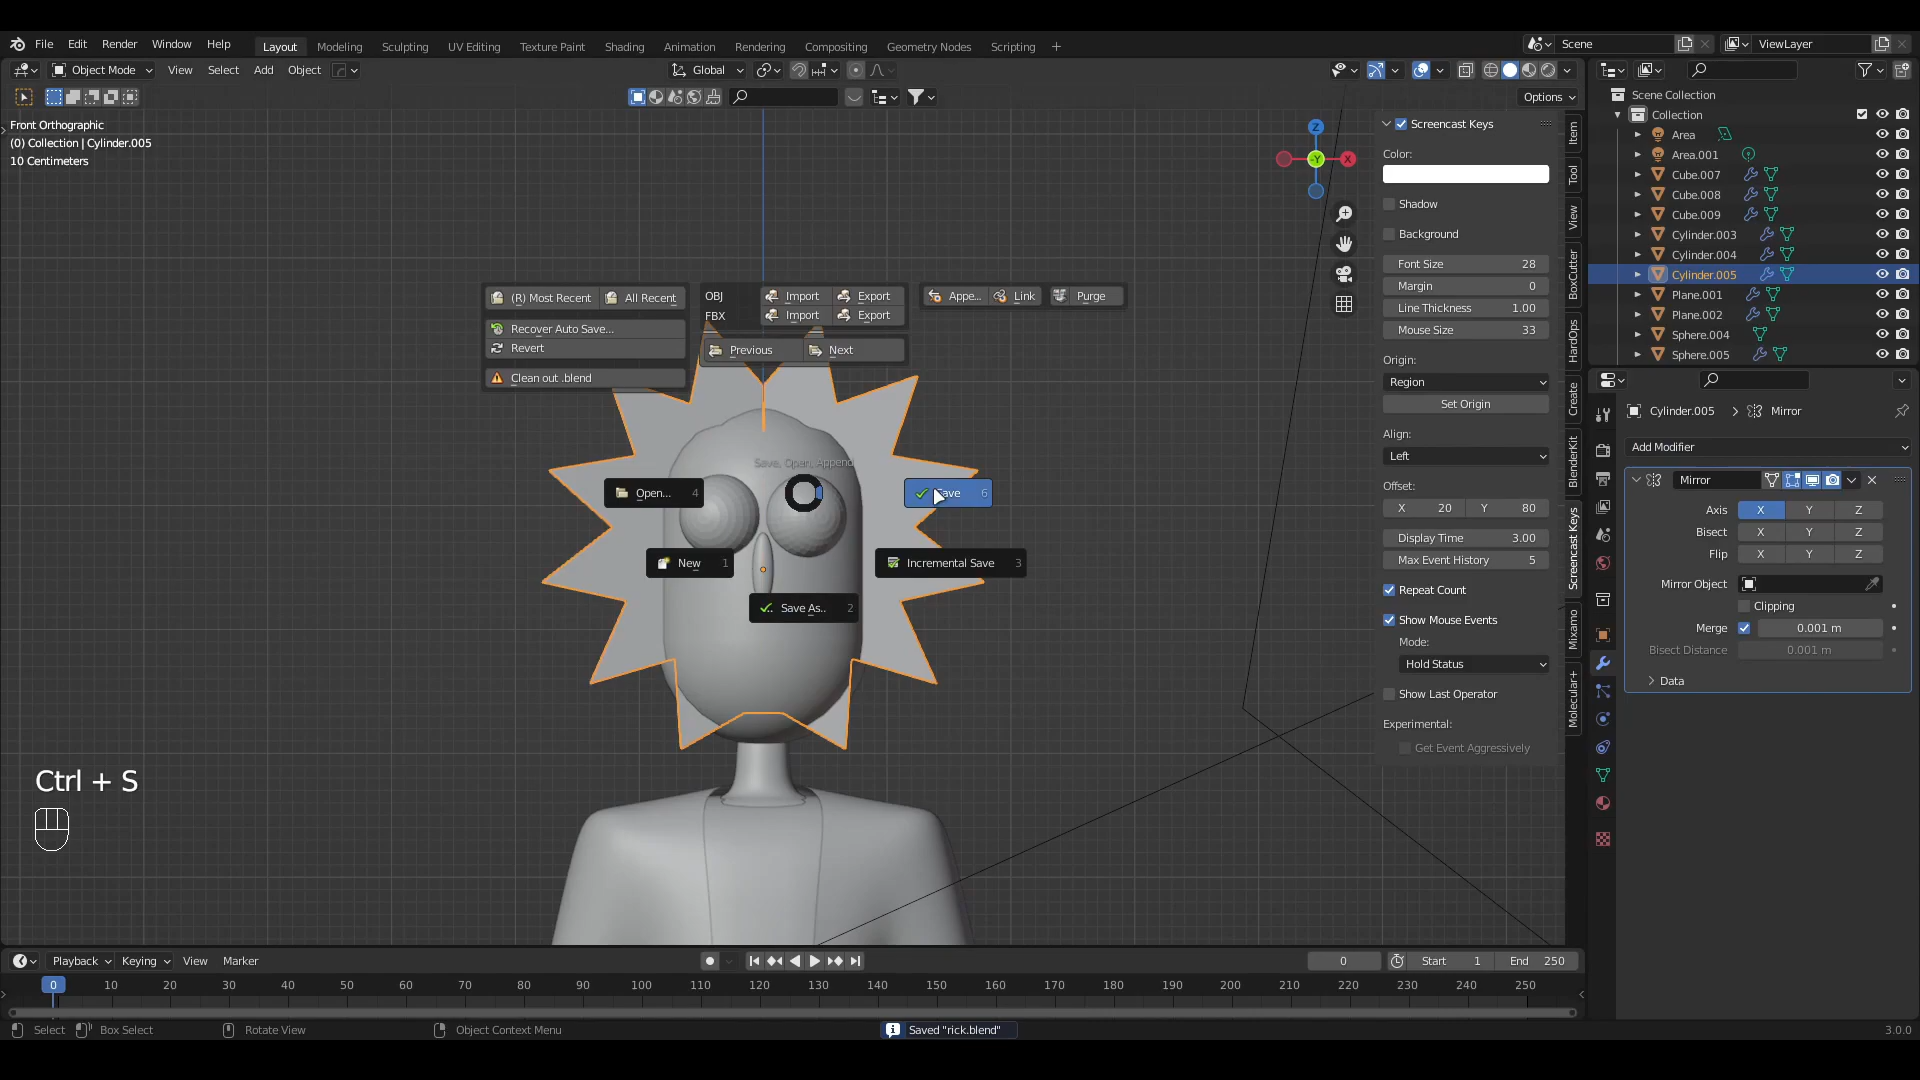 File Edit Render Window Help Layout Modeling Sculpting UV Editing Texture Paint Shading Animation Rendering Compositing Geometry Nodes Scripting + Scene ViewLayer
Object Mode View Select Add Object Global
Options
Front Orthographic
(0) Collection | Cylinder.005
10 Centimeters
Z
-Y
X
(R) Most Recent All Recent
Recover Auto Save...
Revert
Clean out .blend
OBJ Import Export
FBX Import Export
Previous Next
Appe... Link Purge
Save, Open, Append
Open... 4
Save 6
New 1
Incremental Save 3
Save As.. 2
Ctrl + S
Screencast Keys
Color:
Shadow
Background
Font Size 28
Margin 0
Line Thickness 1.00
Mouse Size 33
Origin:
Region
Set Origin
Align:
Left
Offset:
X 20 Y 80
Display Time 3.00
Max Event History 5
Repeat Count
Show Mouse Events
Mode:
Hold Status
Show Last Operator
Experimental:
Get Event Aggressively
Item
Tool
View
BoxCutter
HardOps
Create
BlenderKit
Screencast Keys
Mixamo
Molecular+
Scene Collection
Collection
Area
Area.001
Cube.007
Cube.008
Cube.009
Cylinder.003
Cylinder.004
Cylinder.005
Plane.001
Plane.002
Sphere.004
Sphere.005
Cylinder.005 Mirror
Add Modifier
Mirror
Axis X Y Z
Bisect X Y Z
Flip X Y Z
Mirror Object
Clipping
Merge 0.001 m
Bisect Distance 0.001 m
Data
Playback Keying View Marker 0 Start 1 End 250
0 10 20 30 40 50 60 70 80 90 100 110 120 130 140 150 160 170 180 190 200 210 220 230 240 250
Select Box Select Rotate View Object Context Menu Saved "rick.blend" 3.0.0